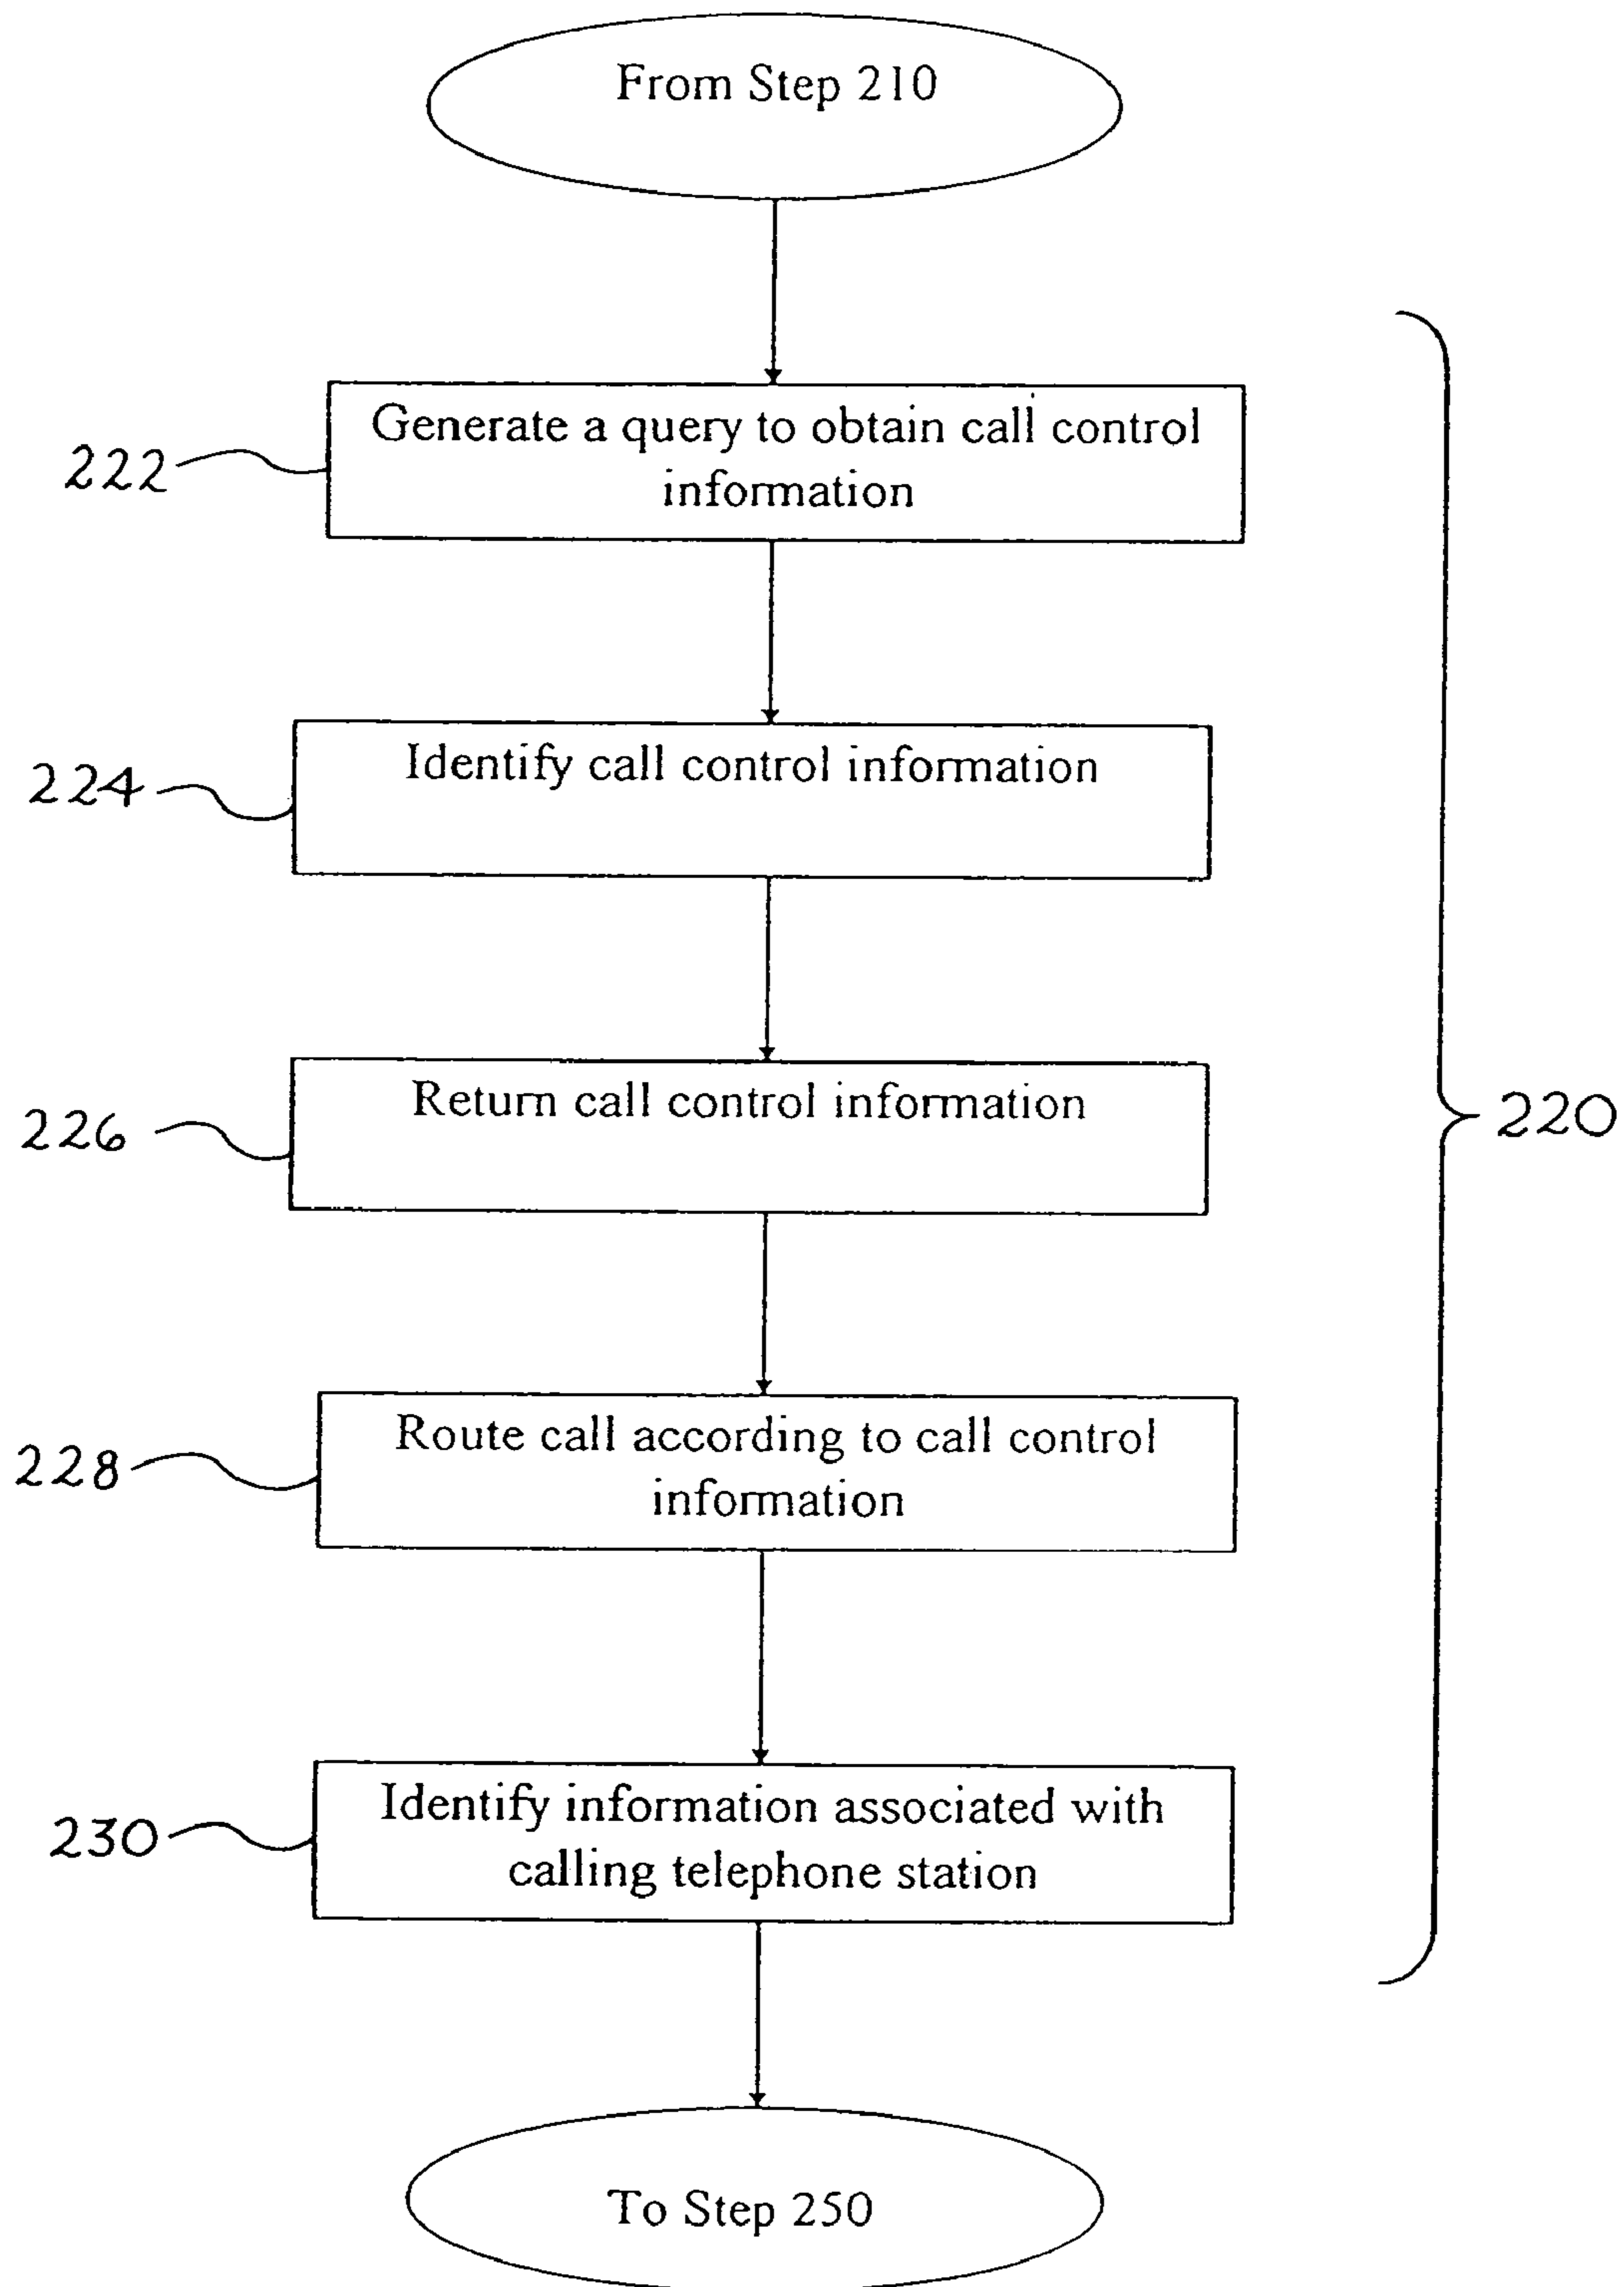 From Step 210
Generate a query to obtain call control
information
222
Identify call control information
224
Return call control information
226
220
Route call according to call control
information
228
Identify information associated with
calling telephone station
230
To Step 250